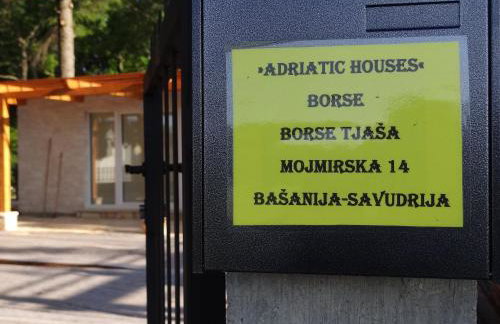 •ADRIATIC HOUSES•
BORSE
BORSE TJAŠA
MOJMIRSKA 14
BAŠANIJA-SAVUDRIJA